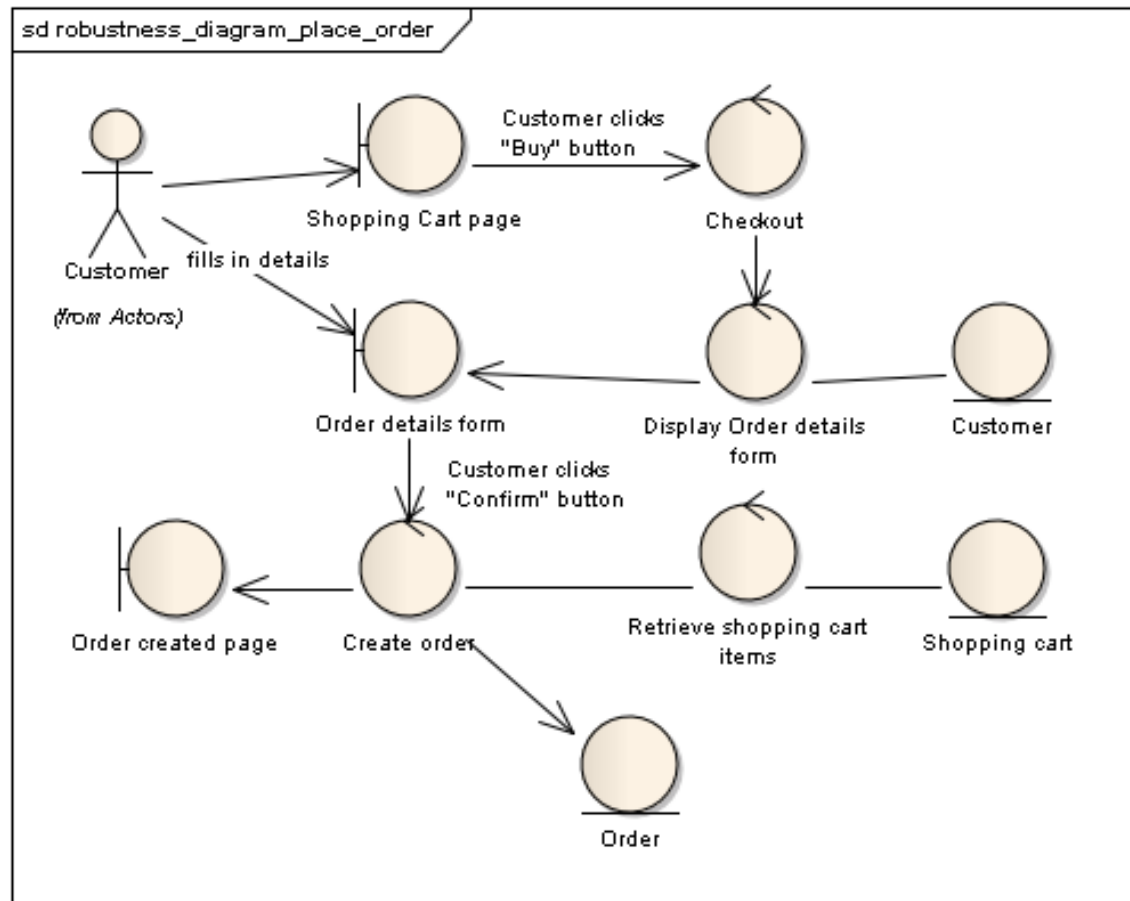 sd robustness_diagram_place_order
Customer clicks
"Buy" button
Shopping Cart page
Checkout
Customer
(from Actors)
fills in details
Order details form
Display Order details
form
Customer
Customer clicks
"Confirm" button
Order created page
Create order
Retrieve shopping cart
items
Shopping cart
Order